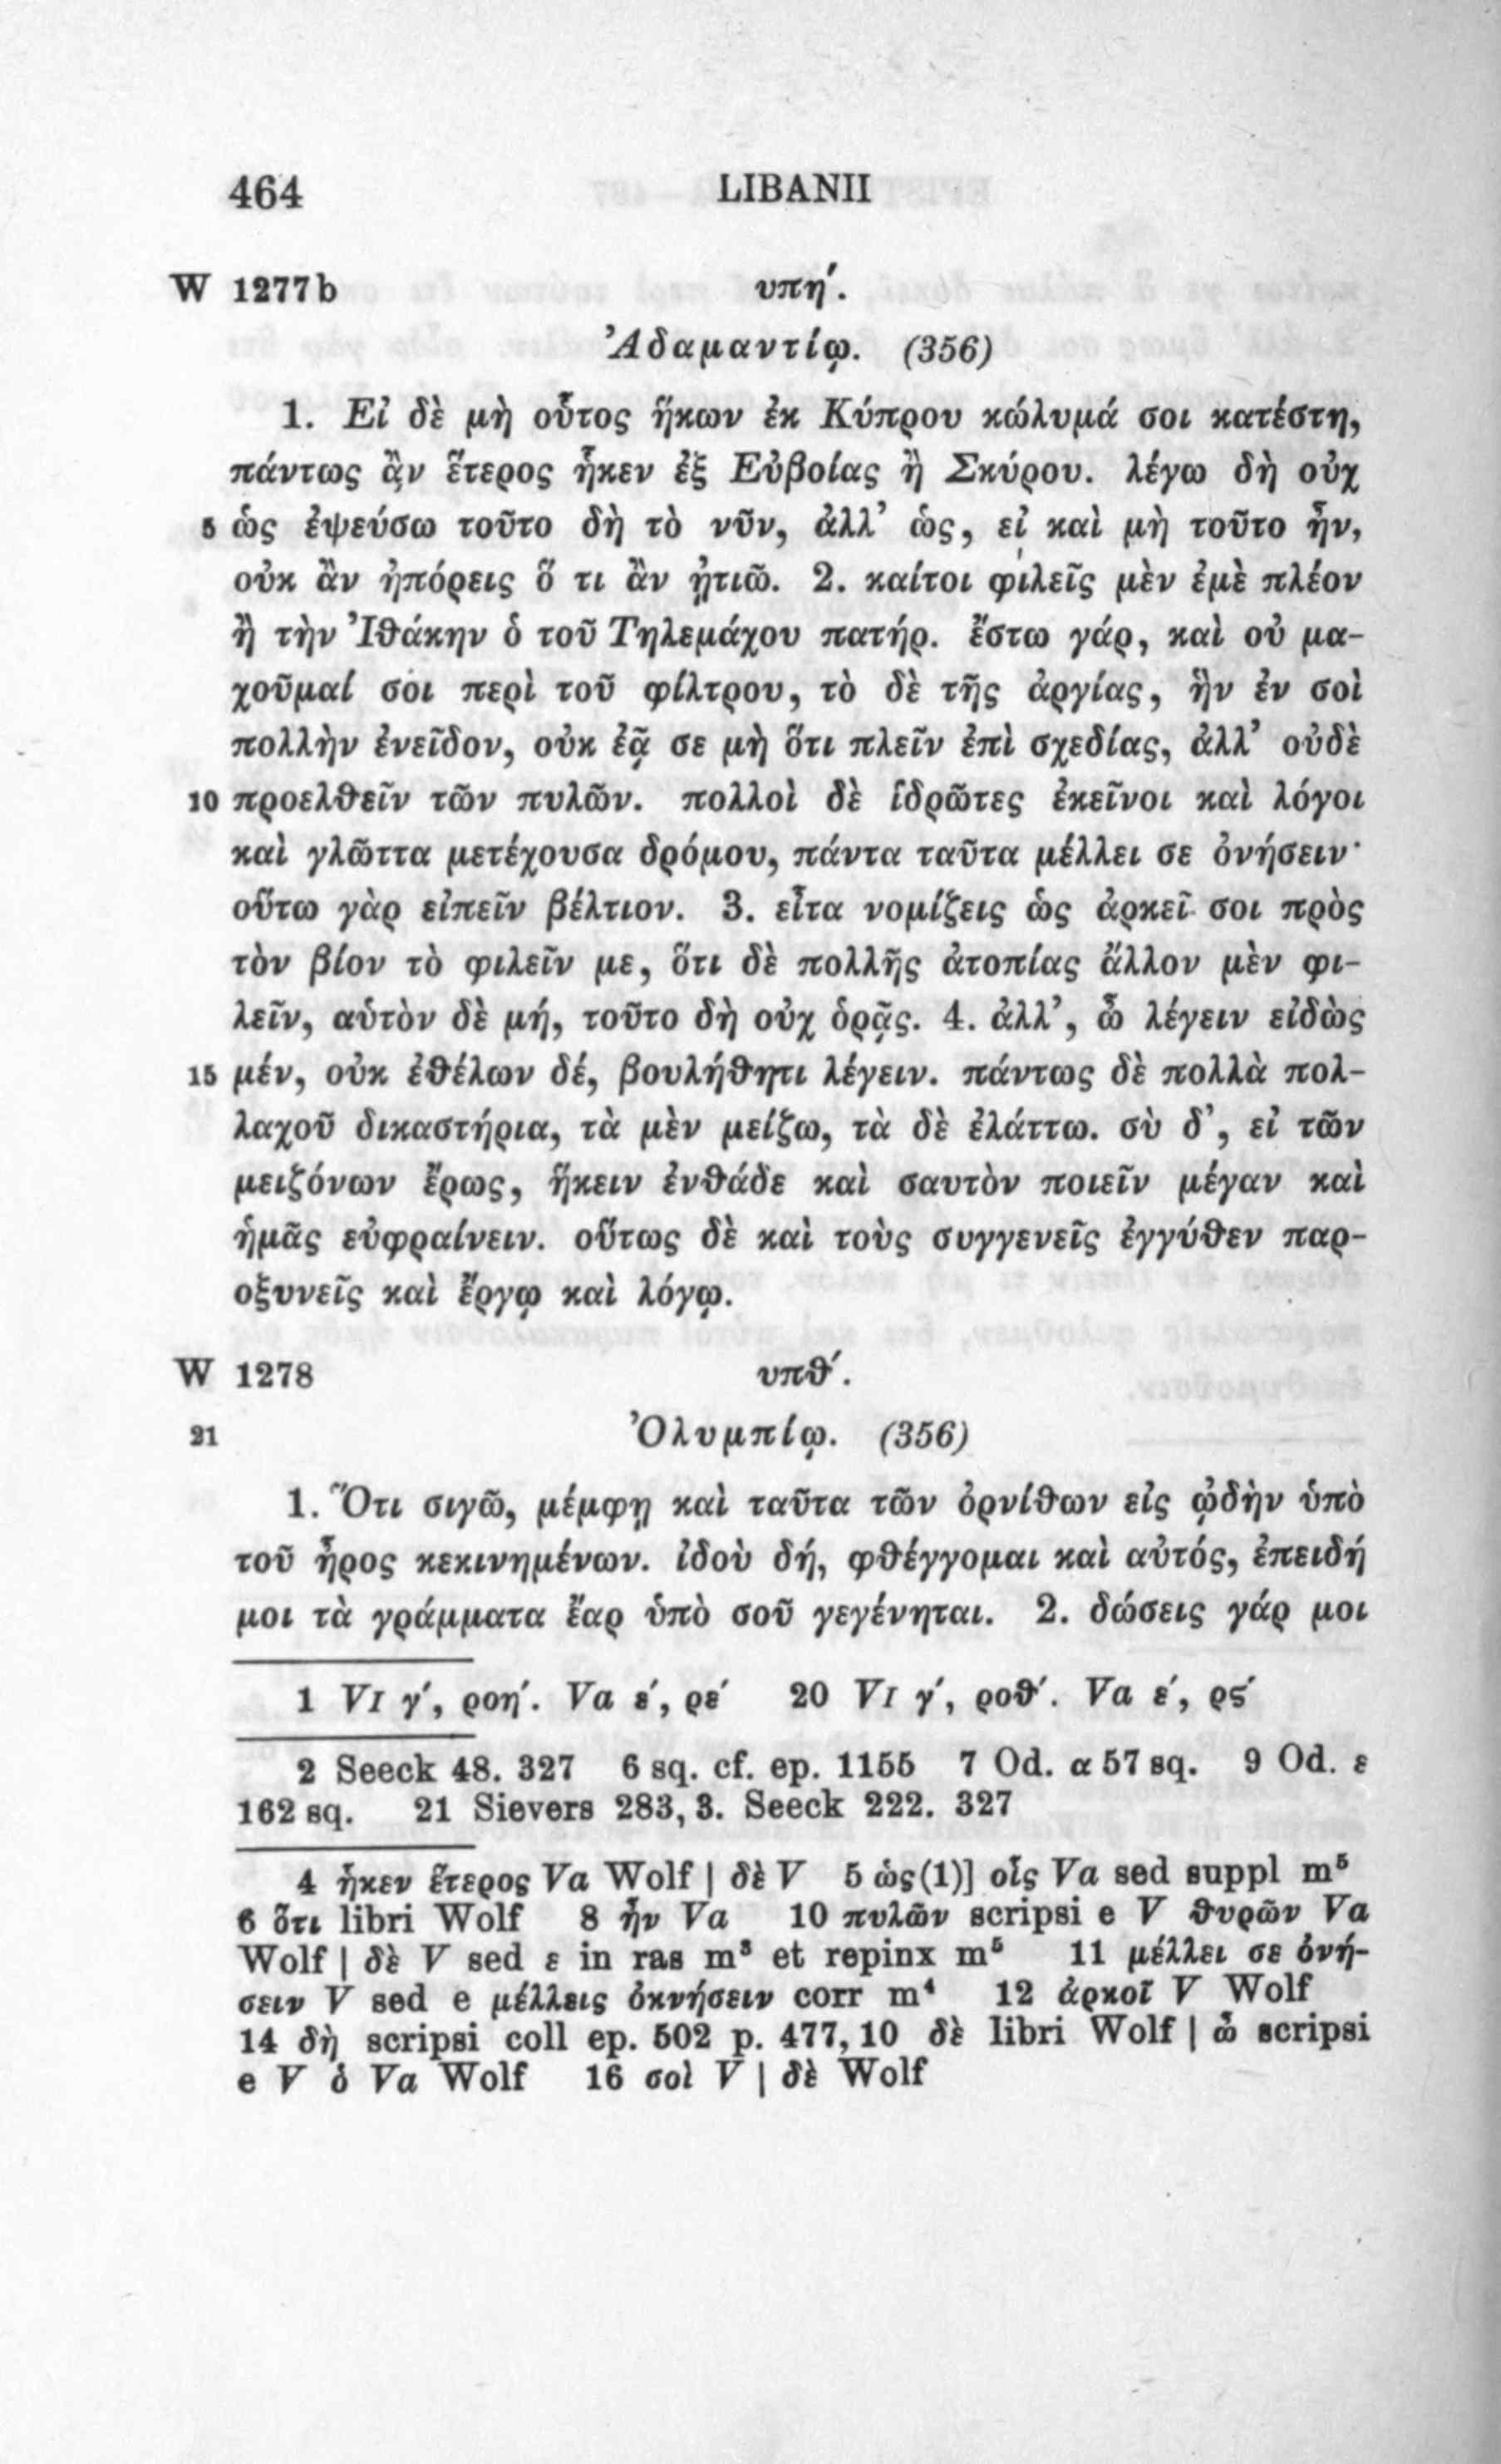 464 LIBANII
W 1277b υπη΄.
Ἀδαμαντίῳ. (356)
1. Εἰ δὲ μὴ οὗτος ἥκων ἐκ Κύπρου κώλυμά σοι κατέστη,
πάντως ἂν ἕτερος ἧκεν ἐξ Εὐβοίας ἢ Σκύρου. λέγω δὴ οὐχ
5 ὡς ἐψεύσω τοῦτο δὴ τὸ νῦν, ἀλλ’ ὡς, εἰ καὶ μὴ τοῦτο ἦν,
οὐκ ἂν ἠπόρεις ὅ τι ἂν ᾐτιῶ. 2. καίτοι φιλεῖς μὲν ἐμὲ πλέον
ἢ τὴν Ἰθάκην ὁ τοῦ Τηλεμάχου πατήρ. ἔστω γάρ, καὶ οὐ μα-
χοῦμαί σοι περὶ τοῦ φίλτρου, τὸ δὲ τῆς ἀργίας, ἣν ἐν σοὶ
πολλὴν ἐνεῖδον, οὐκ ἐᾷ σε μὴ ὅτι πλεῖν ἐπὶ σχεδίας, ἀλλ’ οὐδὲ
10 προελθεῖν τῶν πυλῶν. πολλοὶ δὲ ἱδρῶτες ἐκεῖνοι καὶ λόγοι
καὶ γλῶττα μετέχουσα δρόμου, πάντα ταῦτα μέλλει σε ὀνήσειν·
οὕτω γὰρ εἰπεῖν βέλτιον. 3. εἶτα νομίζεις ὡς ἀρκεῖ σοι πρὸς
τὸν βίον τὸ φιλεῖν με, ὅτι δὲ πολλῆς ἀτοπίας ἄλλον μὲν φι-
λεῖν, αὑτὸν δὲ μή, τοῦτο δὴ οὐχ ὁρᾷς. 4. ἀλλ’, ὦ λέγειν εἰδὼς
15 μέν, οὐκ ἐθέλων δέ, βουλήθητι λέγειν. πάντως δὲ πολλὰ πολ-
λαχοῦ δικαστήρια, τὰ μὲν μείζω, τὰ δὲ ἐλάττω. σὺ δ’, εἰ τῶν
μειζόνων ἔρως, ἥκειν ἐνθάδε καὶ σαυτὸν ποιεῖν μέγαν καὶ
ἡμᾶς εὐφραίνειν. οὕτως δὲ καὶ τοὺς συγγενεῖς ἐγγύθεν παρ-
οξυνεῖς καὶ ἔργῳ καὶ λόγῳ.
W 1278 υπθ΄.
21 Ὀλυμπίῳ. (356)
1. Ὅτι σιγῶ, μέμφῃ καὶ ταῦτα τῶν ὀρνίθων εἰς ᾠδὴν ὑπὸ
τοῦ ἦρος κεκινημένων. ἰδοὺ δή, φθέγγομαι καὶ αὐτός, ἐπειδή
μοι τὰ γράμματα ἔαρ ὑπὸ σοῦ γεγένηται. 2. δώσεις γάρ μοι
1 VI γ΄, ροη΄. Va ε΄, ρε΄ 20 VI γ΄, ροθ΄. Va ε΄, ρϛ΄
2 Seeck 48. 327 6 sq. cf. ep. 1155 7 Od. α 57 sq. 9 Od. ε
162 sq. 21 Sievers 283, 3. Seeck 222. 327
4 ἧκεν ἕτερος Va Wolf | δὲ V 5 ὡς(1)] οἷς Va sed suppl m⁵
6 ὅτι libri Wolf 8 ἦν Va 10 πυλῶν scripsi e V θυρῶν Va
Wolf | δὲ V sed ε in ras m³ et repinx m⁵ 11 μέλλει σε ὀνή-
σειν V sed e μέλλεις ὀκνήσειν corr m⁴ 12 ἀρκοῖ V Wolf
14 δὴ scripsi coll ep. 502 p. 477, 10 δὲ libri Wolf | ὦ scripsi
e V ὁ Va Wolf 16 σοὶ V | δὲ Wolf